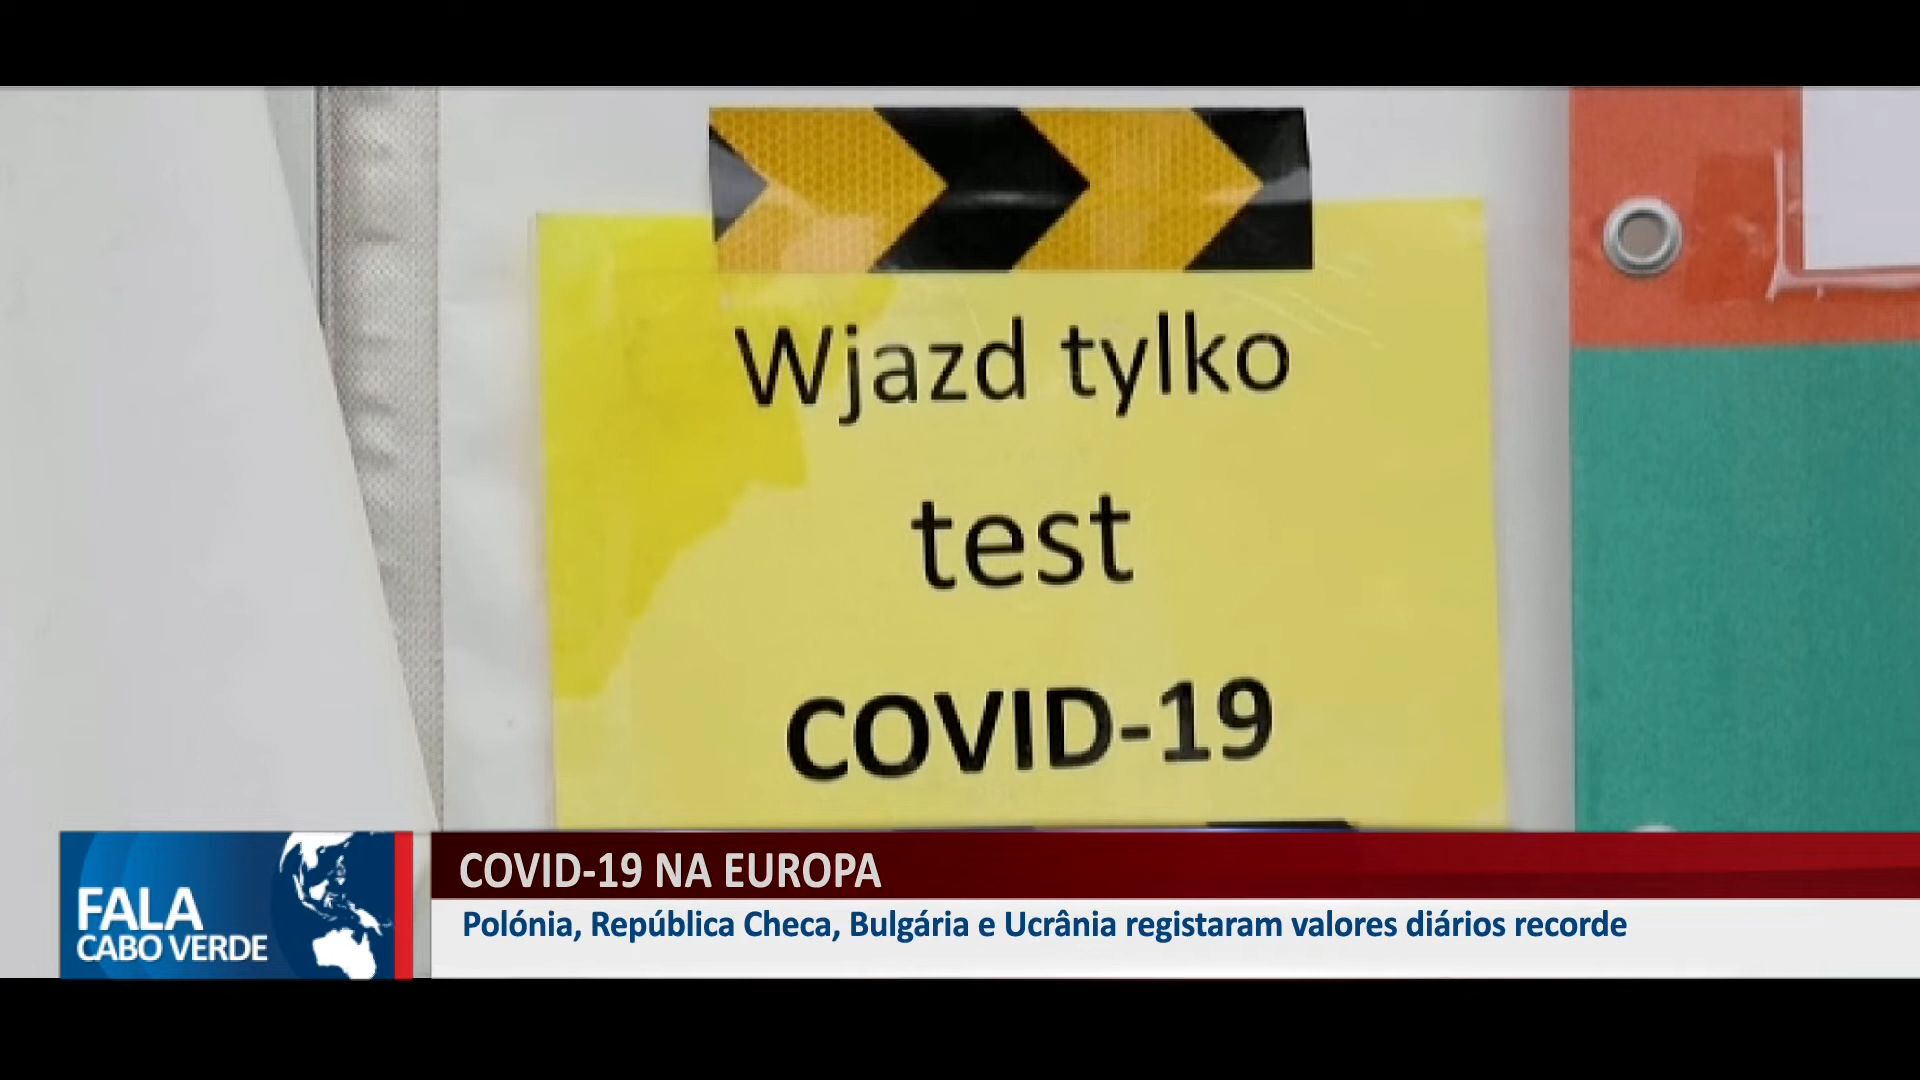 Wjazd tylko
test
COVID-19
COVID-19 NA EUROPA
FALA
CABO VERDE
Polónia, República Checa, Bulgária e Ucrânia registaram valores diários recorde